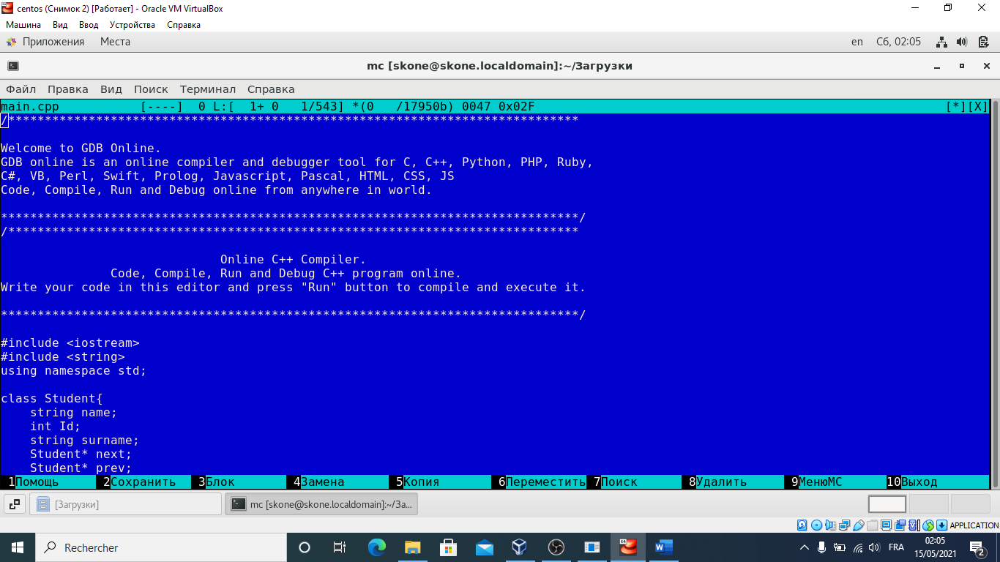 centos (Снимок 2) [Работает] - Oracle VM VirtualBox
Машина Вид Ввод Устройства Справка
Приложения Места en Сб, 02:05
mc [skone@skone.localdomain]:~/Загрузки
Файл Правка Вид Поиск Терминал Справка
main.cpp [----] 0 L:[ 1+ 0 1/543] *(0 /17950b) 0047 0x02F [*][X]
/******************************************************************************
Welcome to GDB Online.
GDB online is an online compiler and debugger tool for C, C++, Python, PHP, Ruby,
C#, VB, Perl, Swift, Prolog, Javascript, Pascal, HTML, CSS, JS
Code, Compile, Run and Debug online from anywhere in world.
*******************************************************************************/
/******************************************************************************
Online C++ Compiler.
Code, Compile, Run and Debug C++ program online.
Write your code in this editor and press "Run" button to compile and execute it.
*******************************************************************************/
#include <iostream>
#include <string>
using namespace std;
class Student{
string name;
int Id;
string surname;
Student* next;
Student* prev;
1Помощь 2Сохранить 3Блок 4Замена 5Копия 6Переместить 7Поиск 8Удалить 9МенюMC 10Выход
[Загрузки] mc [skone@skone.localdomain]:~/За...
APPLICATION
Rechercher FRA 02:05
15/05/2021 2